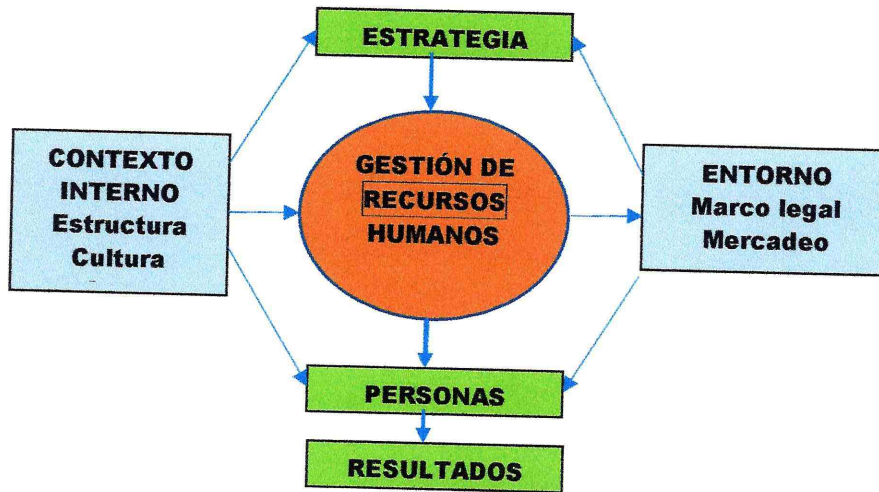 ESTRATEGIA
CONTEXTO
INTERNO
Estructura
Cultura
GESTIÓN DE
RECURSOS
HUMANOS
ENTORNO
Marco legal
Mercadeo
PERSONAS
RESULTADOS